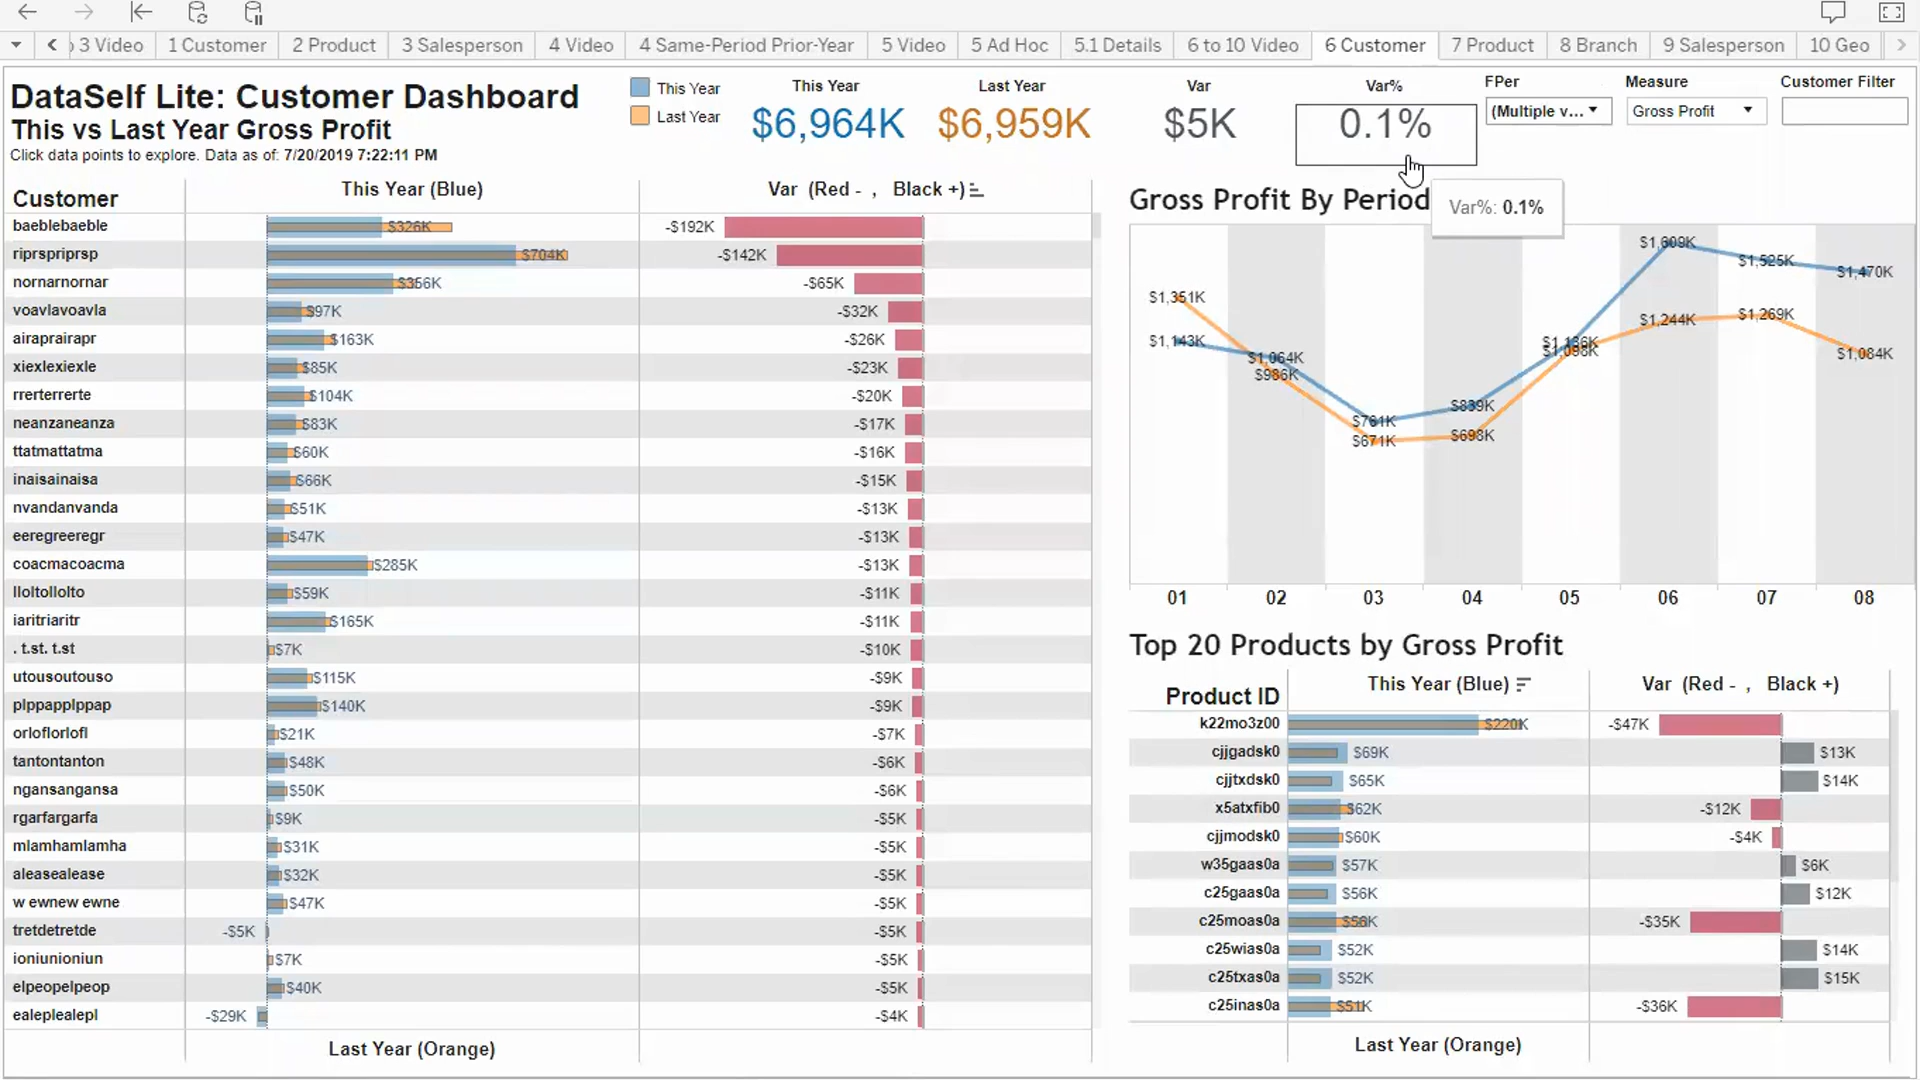 3 Video
1 Customer
2 Product
3 Salesperson
4 Video
4 Same-Period Prior-Year
5 Video
5 Ad Hoc
5.1 Details
6 to 10 Video
6 Customer
7 Product
8 Branch
9 Salesperson
10 Geo
DataSelf Lite: Customer Dashboard
This vs Last Year Gross Profit
Click data points to explore. Data as of: 7/20/2019 7:22:11 PM
This Year
Last Year
This Year
$6,964K
Last Year
$6,959K
Var
$5K
Var%
0.1%
FPer
(Multiple v...
Measure
Gross Profit
Customer Filter
Var%: 0.1%
Customer This Year (Blue) Var (Red - , Black +)
baeblebaeble $326K -$192K
riprspriprsp $704K -$142K
nornarnornar $356K -$65K
voavlavoavla $97K -$32K
airaprairapr $163K -$26K
xiexlexiexle $85K -$23K
rrerterrerte $104K -$20K
neanzaneanza $83K -$17K
ttatmattatma $60K -$16K
inaisainaisa $66K -$15K
nvandanvanda $51K -$13K
eeregreeregr $47K -$13K
coacmacoacma $285K -$13K
lloltollolto $59K -$11K
iaritriaritr $165K -$11K
. t.st. t.st $7K -$10K
utousoutouso $115K -$9K
plppapplppap $140K -$9K
orloflorlofl $21K -$7K
tantontanton $48K -$6K
ngansangansa $50K -$6K
rgarfargarfa $9K -$5K
mlamhamlamha $31K -$5K
aleasealease $32K -$5K
w ewnew ewne $47K -$5K
tretdetretde -$5K -$5K
ioniunioniun $7K -$5K
elpeopelpeop $40K -$5K
ealeplealepl -$29K -$4K
Last Year (Orange)
Gross Profit By Period
$1,609K
$1,525K
$1,470K
$1,351K
$1,244K
$1,269K
$1,143K
$1,136K
$1,098K
$1,084K
$1,064K
$986K
$761K
$839K
$671K
$698K
01 02 03 04 05 06 07 08
Top 20 Products by Gross Profit
Product ID This Year (Blue) Var (Red - , Black +)
k22mo3z00 $220K -$47K
cjjgadsk0 $69K $13K
cjjtxdsk0 $65K $14K
x5atxfib0 $62K -$12K
cjjmodsk0 $60K -$4K
w35gaas0a $57K $6K
c25gaas0a $56K $12K
c25moas0a $56K -$35K
c25wias0a $52K $14K
c25txas0a $52K $15K
c25inas0a $51K -$36K
Last Year (Orange)